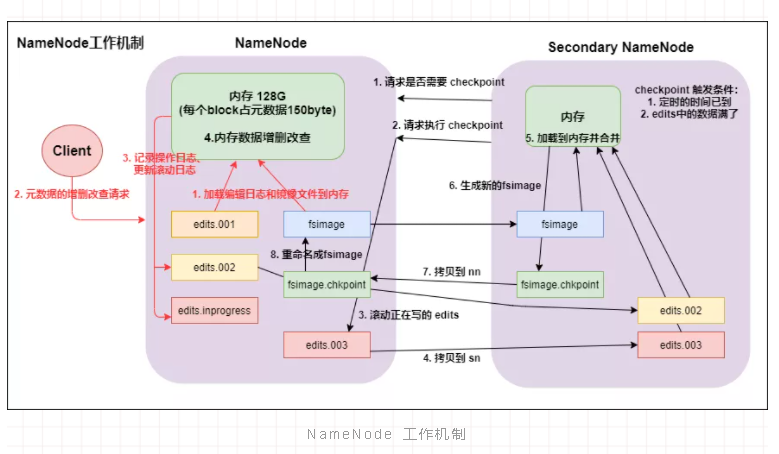 NameNode工作机制
NameNode
Secondary NameNode
内存 128G
(每个block占元数据150byte)
4.内存数据增删改查
1. 请求是否需要 checkpoint
2. 请求执行 checkpoint
内存
5. 加载到内存并合并
checkpoint 触发条件：
1. 定时的时间已到
2. edits中的数据满了
Client
3. 记录操作日志、
更新滚动日志
2. 元数据的增删改查请求
1. 加载编辑日志和镜像文件到内存
6. 生成新的fsimage
edits.001
fsimage
fsimage
8. 重命名成fsimage
edits.002
fsimage.chkpoint
7. 拷贝到 nn
fsimage.chkpoint
edits.inprogress
3. 滚动正在写的 edits
edits.002
edits.003
4. 拷贝到 sn
edits.003
NameNode 工作机制